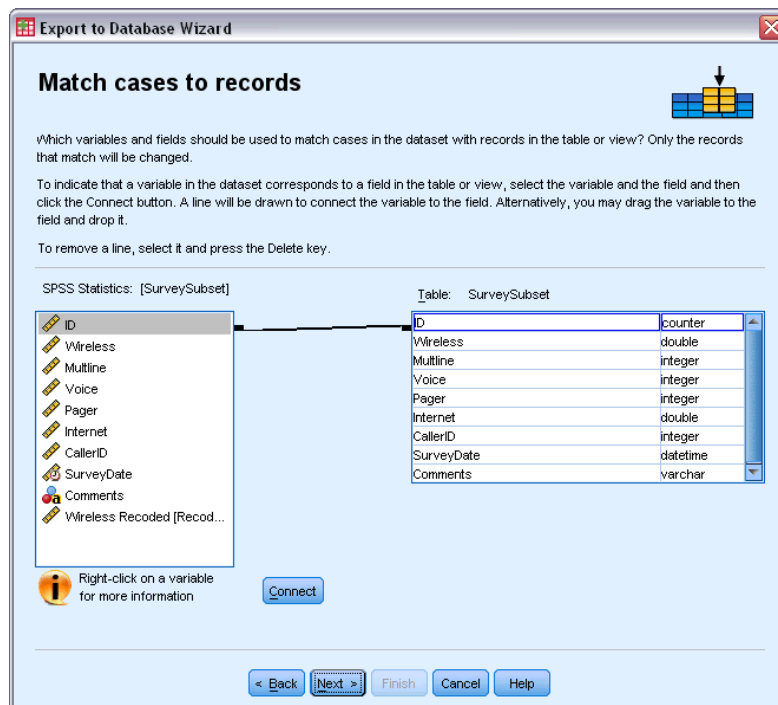 Export to Database Wizard
Match cases to records
Which variables and fields should be used to match cases in the dataset with records in the table or view? Only the records
that match will be changed.
To indicate that a variable in the dataset corresponds to a field in the table or view, select the variable and the field and then
click the Connect button. A line will be drawn to connect the variable to the field. Alternatively, you may drag the variable to the
field and drop it.
To remove a line, select it and press the Delete key.
SPSS Statistics: [SurveySubset]
ID
Wireless
Multline
Voice
Pager
Internet
CallerID
SurveyDate
Comments
Wireless Recoded [Recod...
Table: SurveySubset
ID counter
Wireless double
Multline integer
Voice integer
Pager integer
Internet double
CallerID integer
SurveyDate datetime
Comments varchar
Right-click on a variable
for more information
Connect
< Back Next > Finish Cancel Help